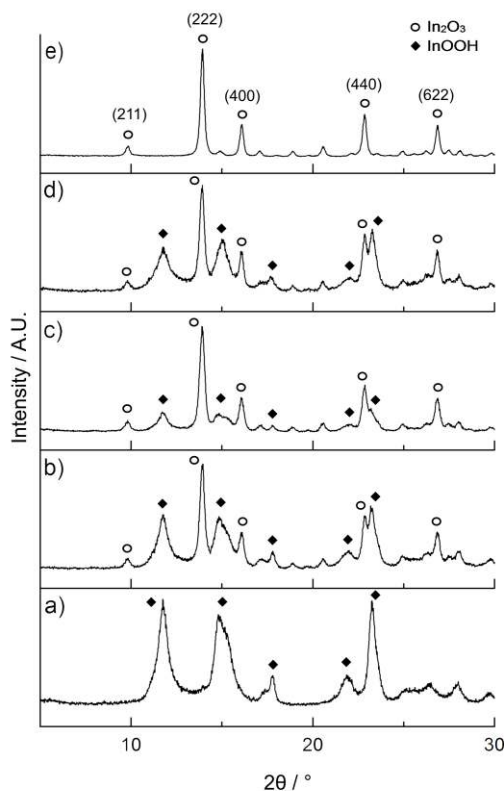 ○ In₂O₃
◆ InOOH
e)
(222)
(211)
(400)
(440)
(622)
d)
c)
b)
a)
Intensity / A.U.
10 20 30
2θ / °